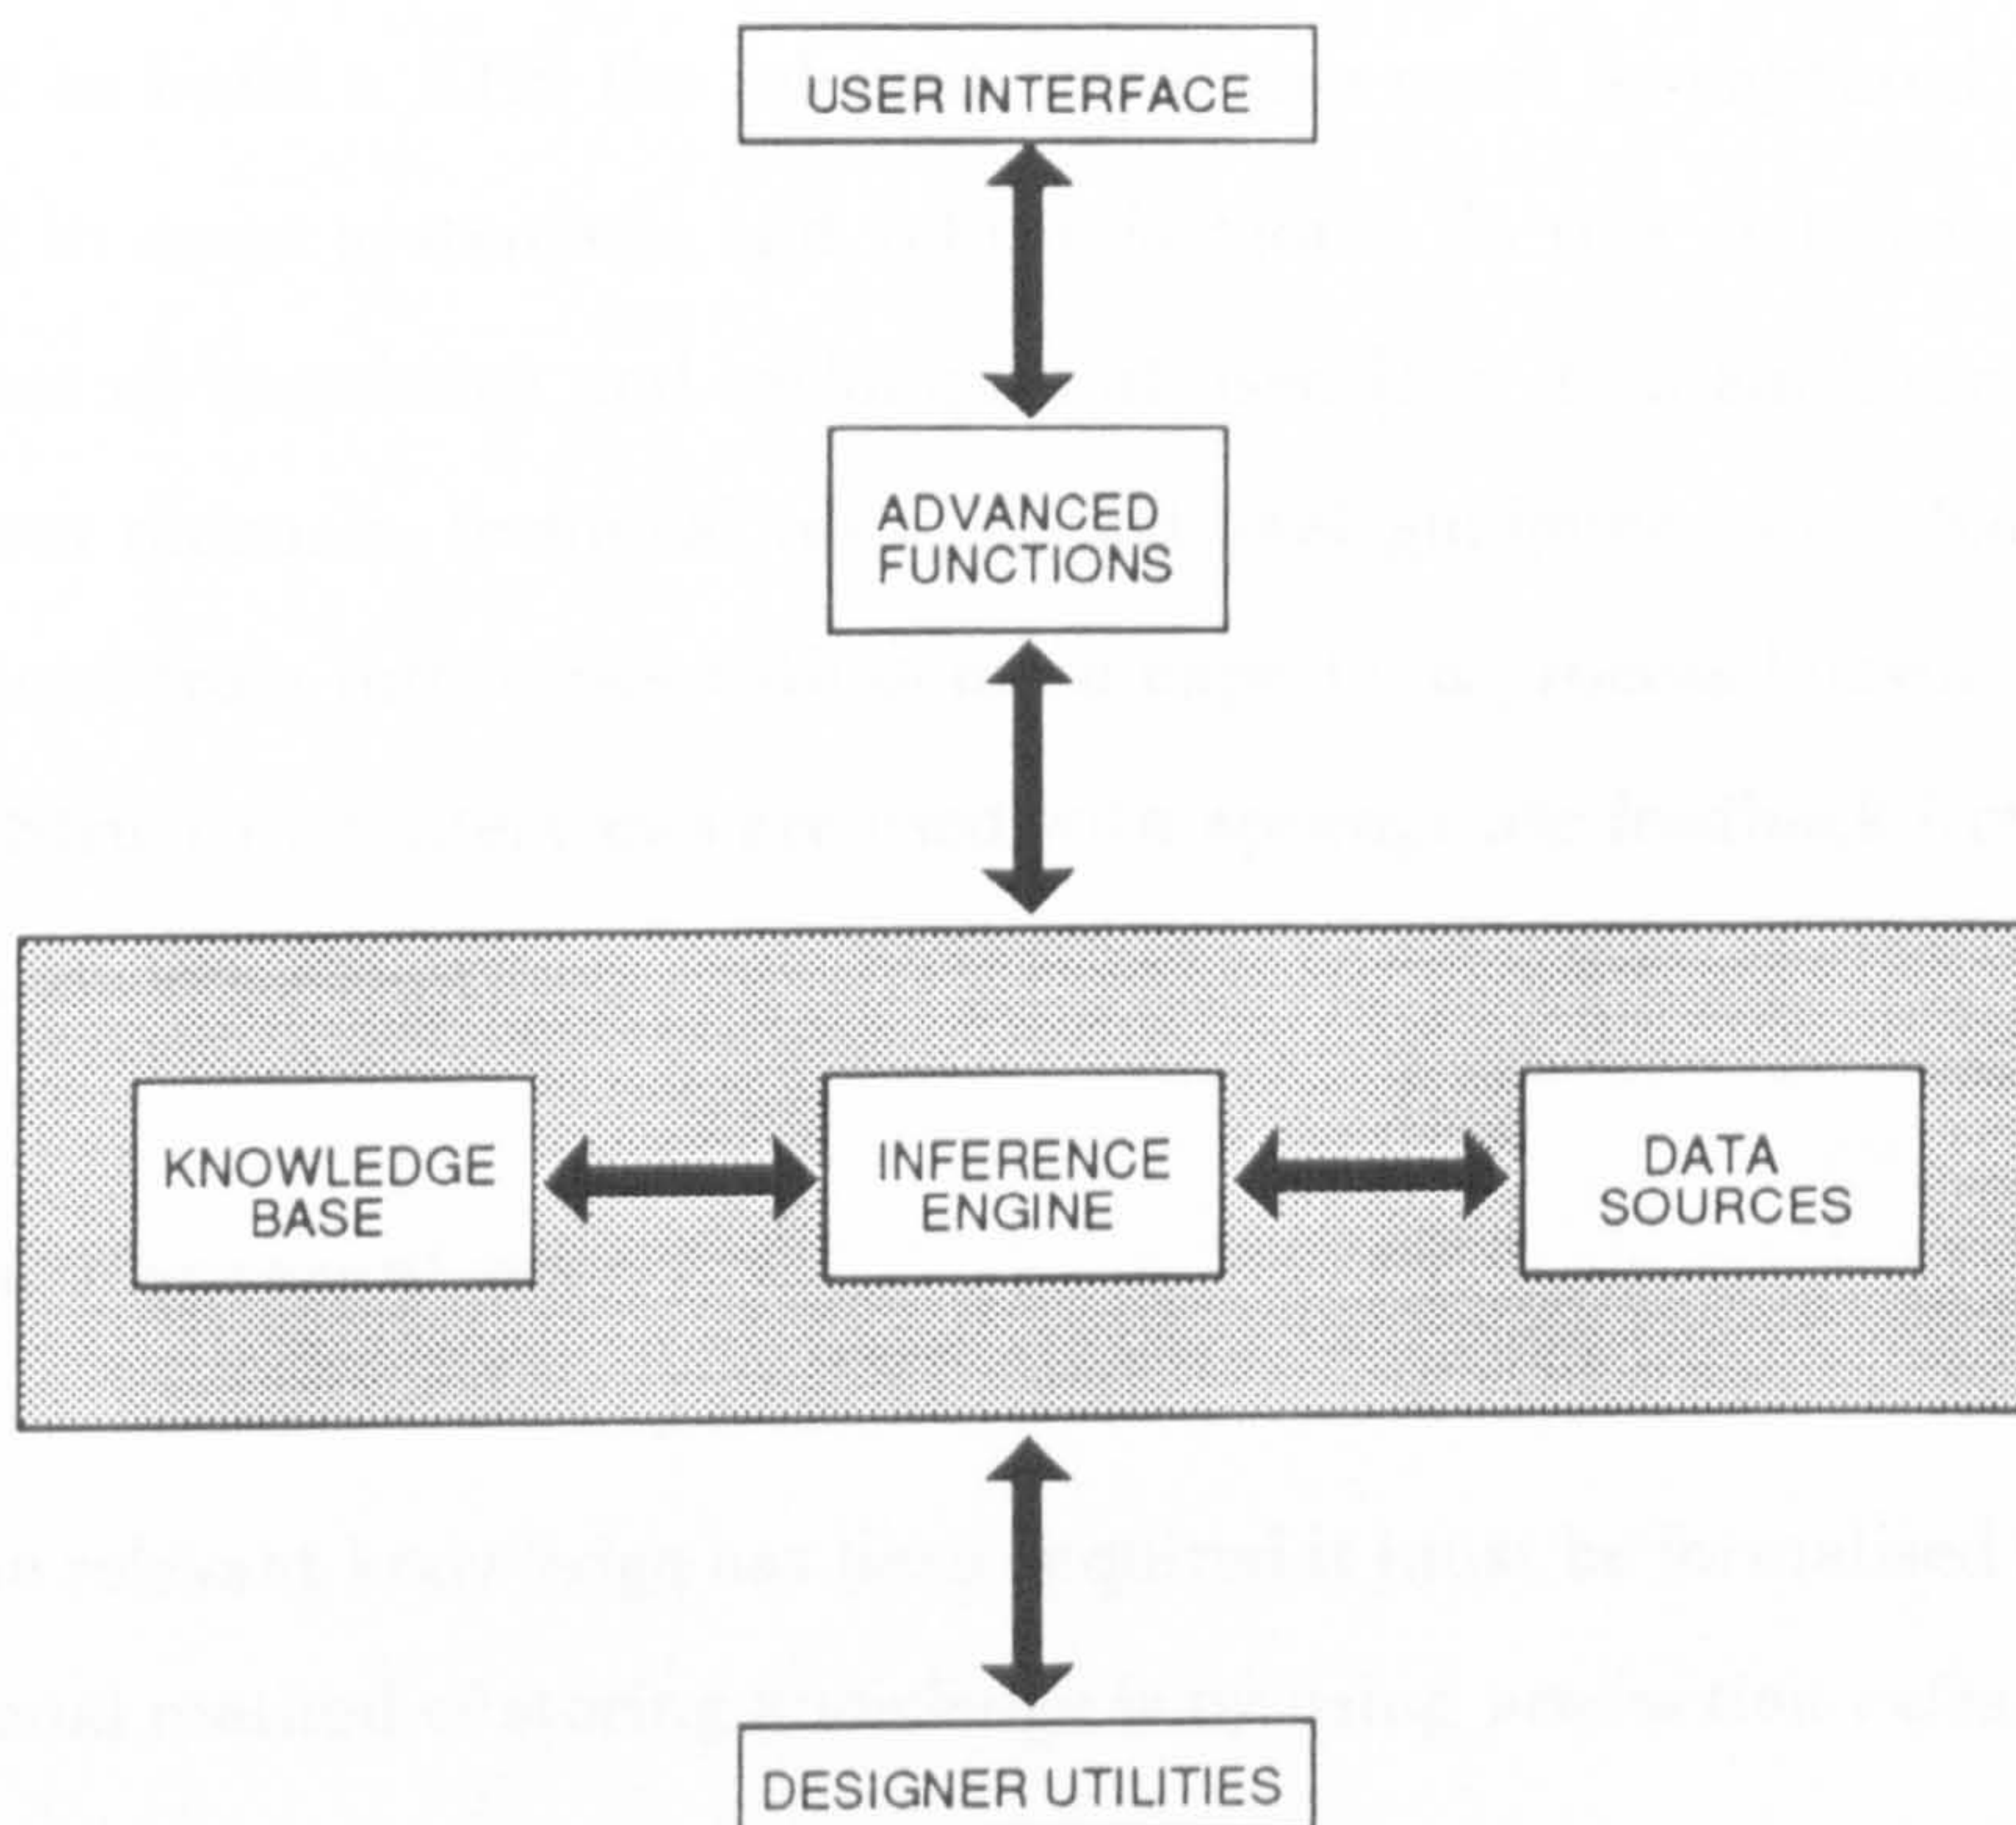 USER INTERFACE
ADVANCED
FUNCTIONS
KNOWLEDGE
BASE
INFERENCE
ENGINE
DATA
SOURCES
DESIGNER UTILITIES